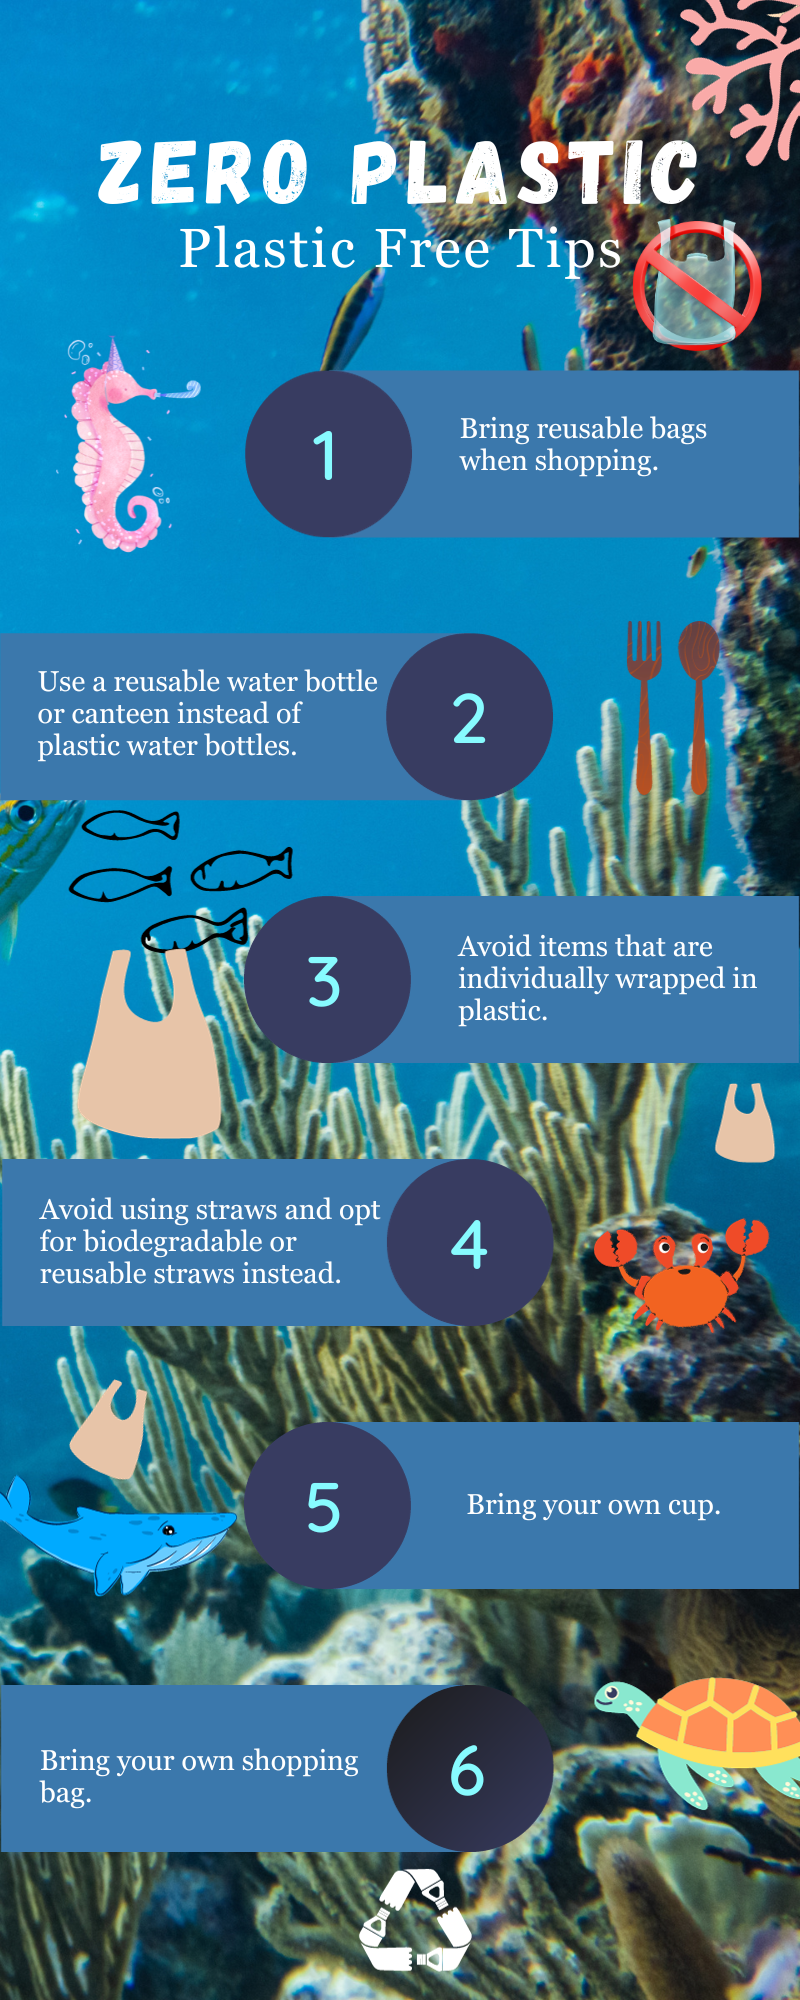 ZERO PLASTIC
Plastic Free Tips
1
Bring reusable bags
when shopping.
2
Use a reusable water bottle
or canteen instead of
plastic water bottles.
3
Avoid items that are
individually wrapped in
plastic.
4
Avoid using straws and opt
for biodegradable or
reusable straws instead.
5
Bring your own cup.
6
Bring your own shopping
bag.